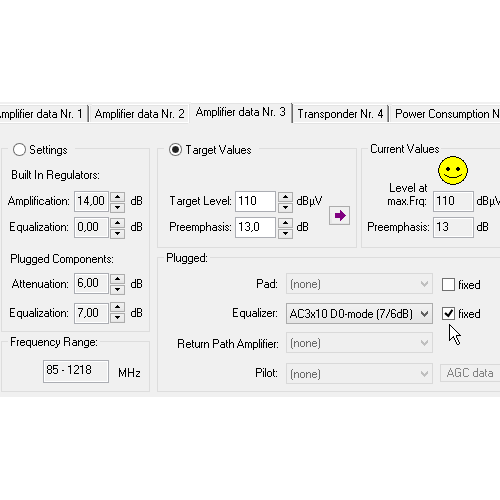 Amplifier data Nr. 1 Amplifier data Nr. 2 Amplifier data Nr. 3 Transponder Nr. 4 Power Consumption N
Settings
Built In Regulators:
Amplification: 14,00 dB
Equalization: 0,00 dB
Plugged Components:
Attenuation: 6,00 dB
Equalization: 7,00 dB
Frequency Range:
85 - 1218 MHz
Target Values
Target Level: 110 dBµV
Preemphasis: 13,0 dB
Current Values
Level at
max.Frq: 110 dBµV
Preemphasis: 13 dB
Plugged:
Pad: (none) fixed
Equalizer: AC3x10 D0-mode (7/6dB) fixed
Return Path Amplifier: (none)
Pilot: (none) AGC data